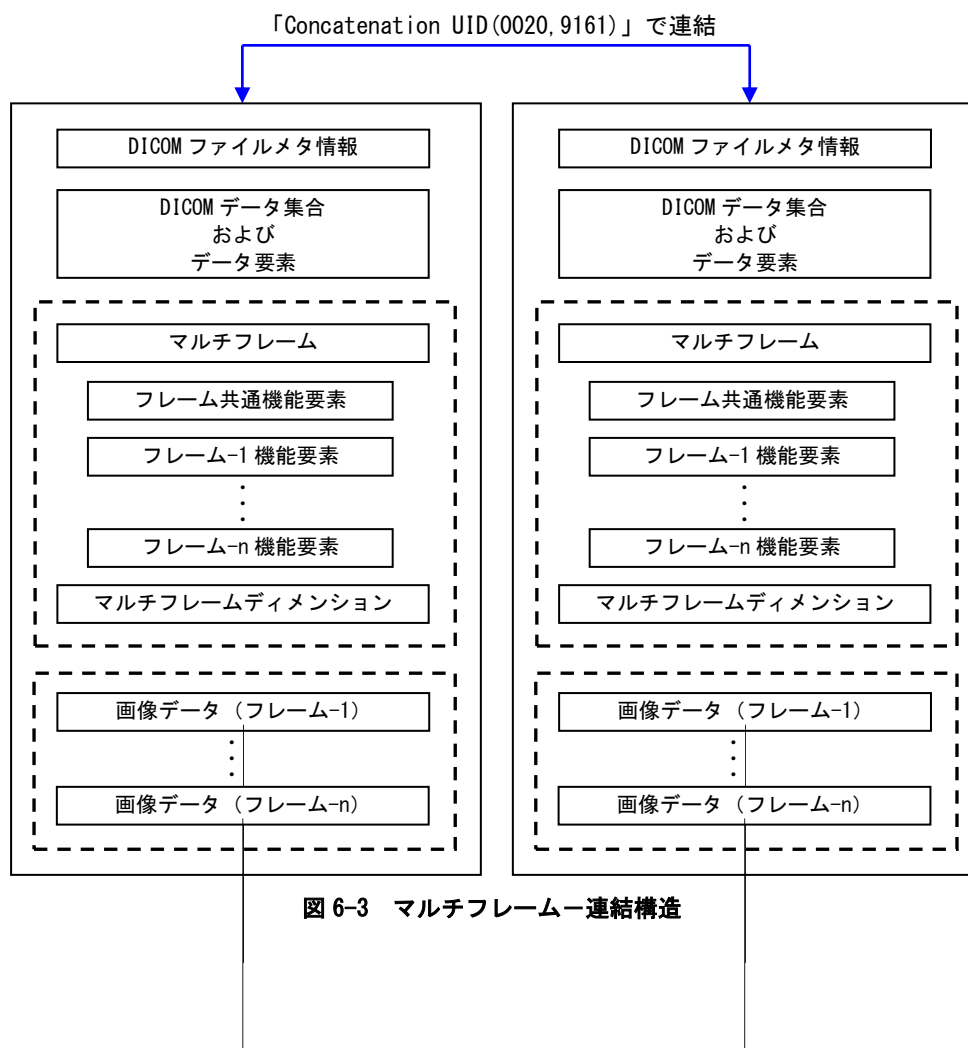 「Concatenation UID(0020,9161)」で連結
DICOM ファイルメタ情報
DICOM データ集合
および
データ要素
マルチフレーム
フレーム共通機能要素
フレーム-1 機能要素
フレーム-n 機能要素
マルチフレームディメンション
画像データ（フレーム-1）
画像データ（フレーム-n）
DICOM ファイルメタ情報
DICOM データ集合
および
データ要素
マルチフレーム
フレーム共通機能要素
フレーム-1 機能要素
フレーム-n 機能要素
マルチフレームディメンション
画像データ（フレーム-1）
画像データ（フレーム-n）
図 6-3　マルチフレーム－連結構造